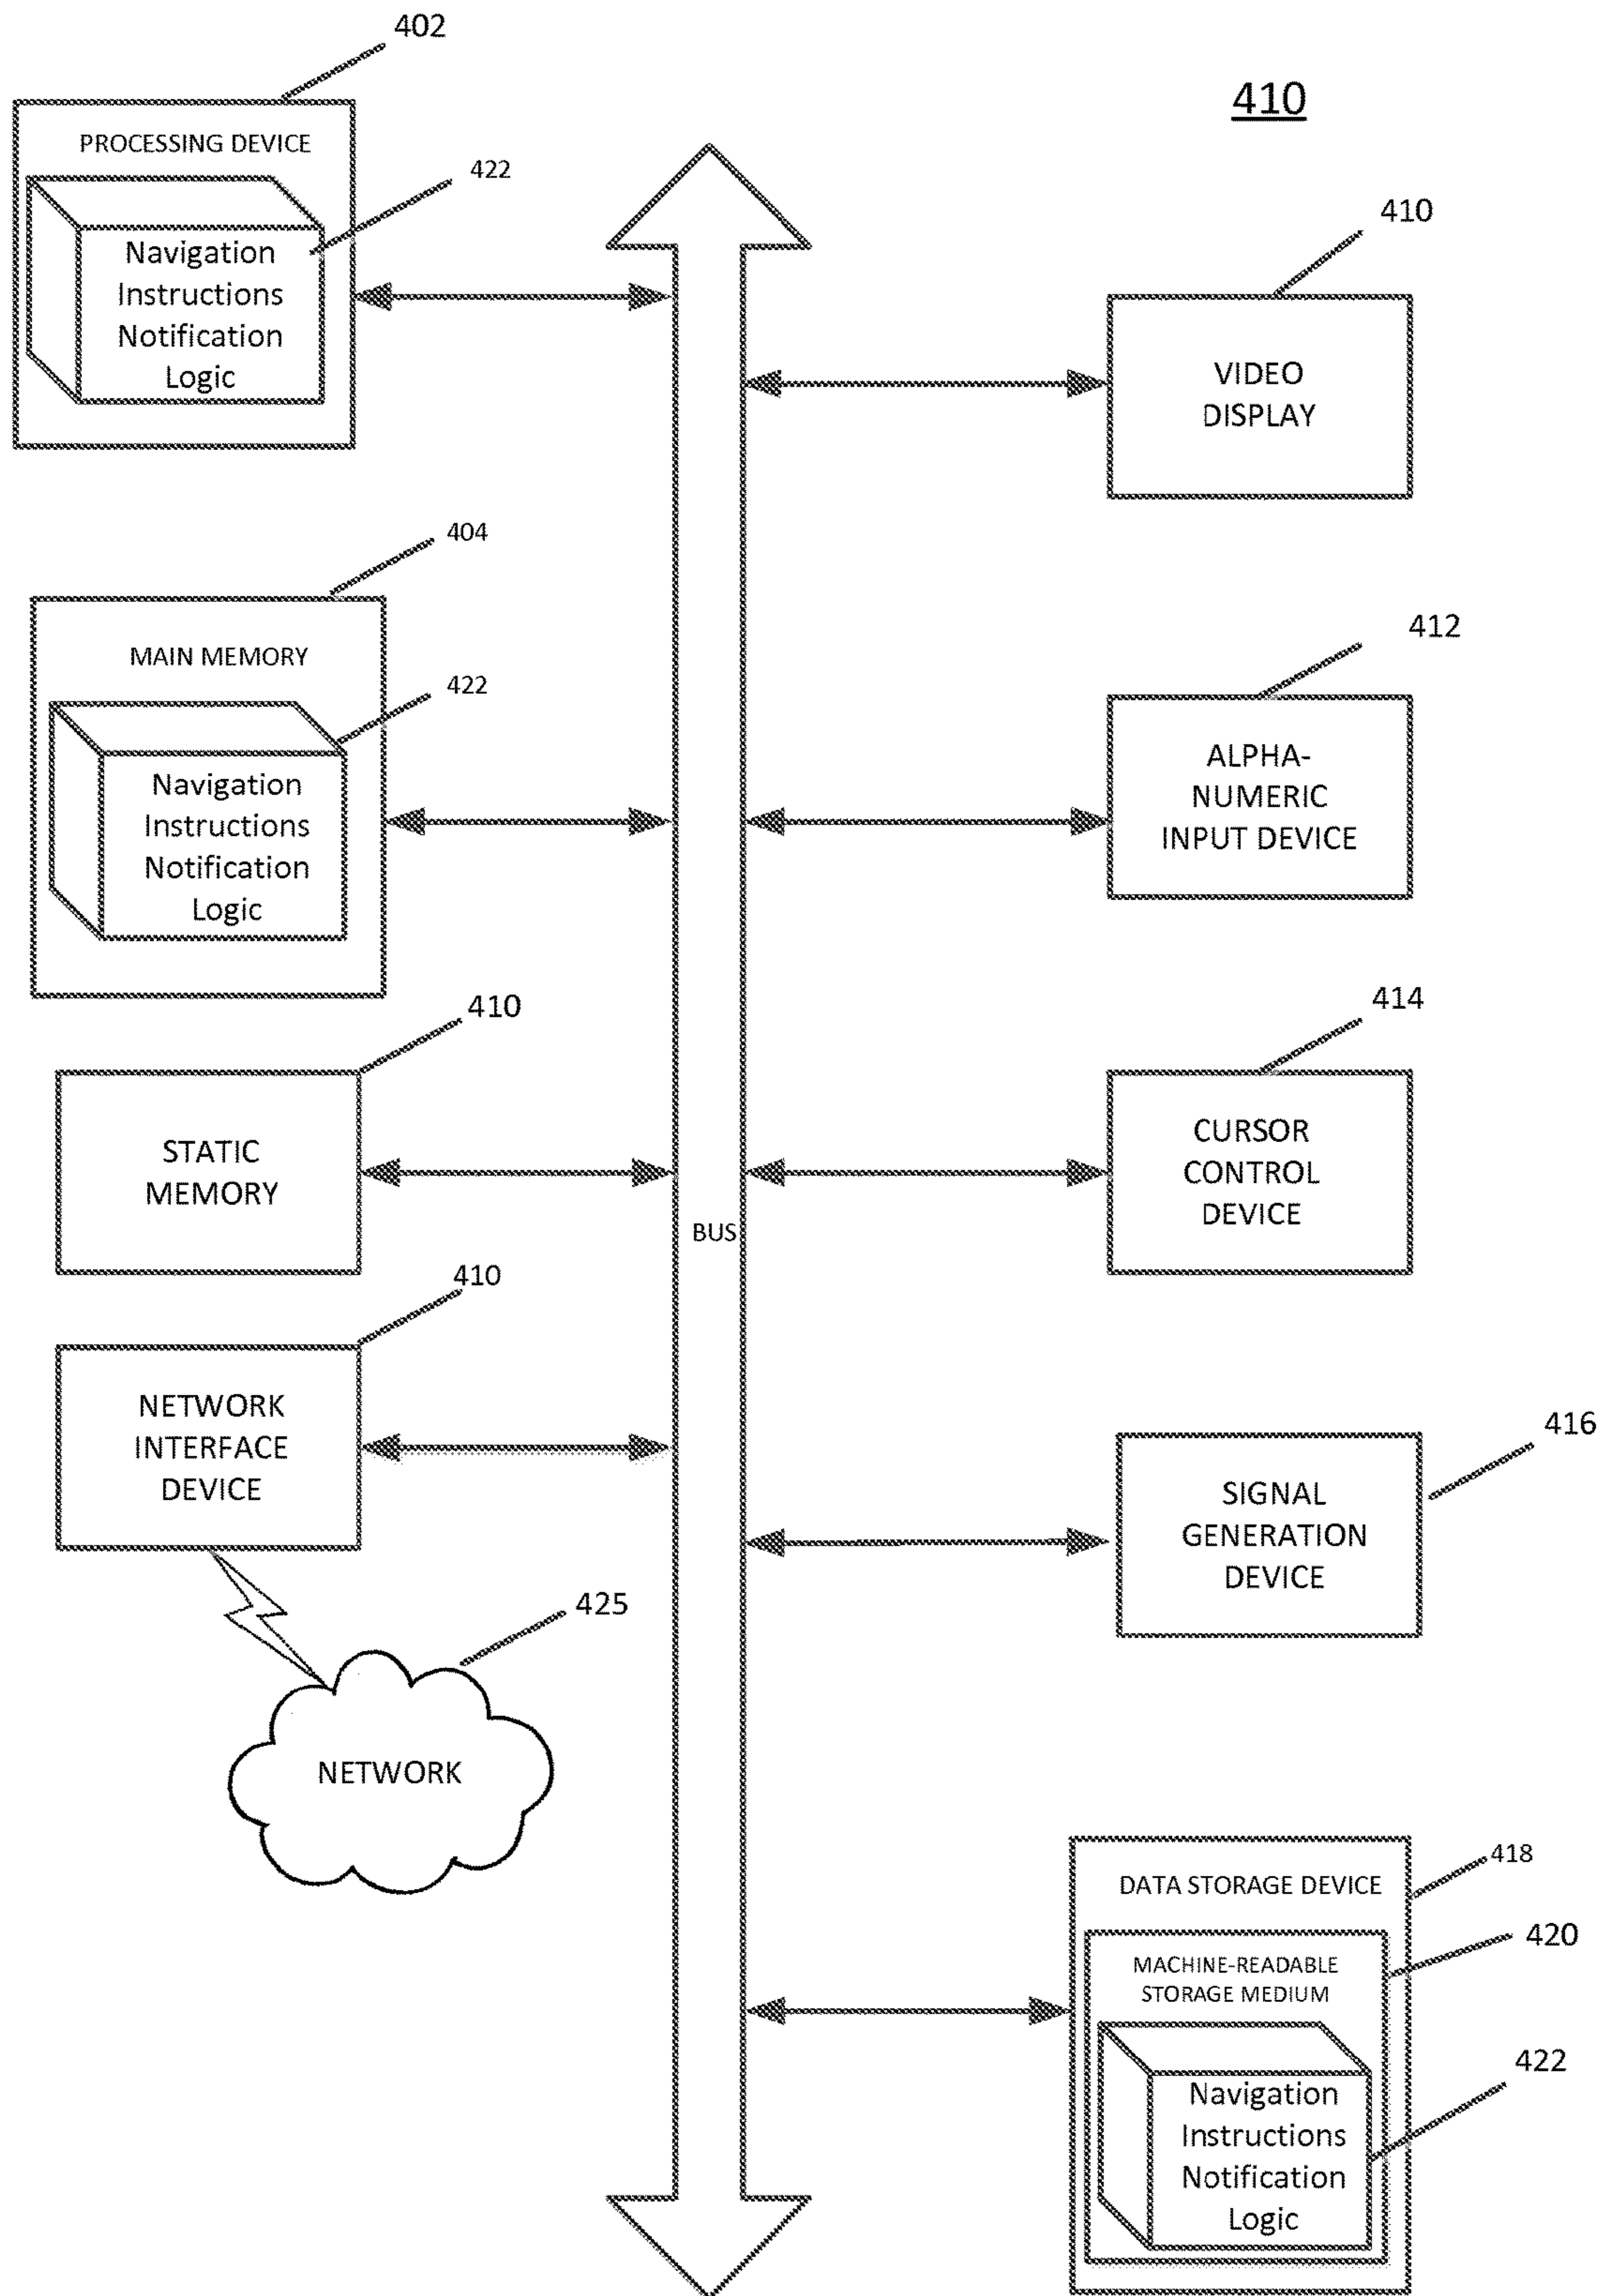 402
410
PROCESSING DEVICE
422
Navigation
Instructions
Notification
Logic
410
VIDEO
DISPLAY
404
MAIN MEMORY
422
Navigation
Instructions
Notification
Logic
412
ALPHA-
NUMERIC
INPUT DEVICE
410
STATIC
MEMORY
414
CURSOR
CONTROL
DEVICE
BUS
410
NETWORK
INTERFACE
DEVICE
416
SIGNAL
GENERATION
DEVICE
425
NETWORK
418
DATA STORAGE DEVICE
420
MACHINE-READABLE
STORAGE MEDIUM
422
Navigation
Instructions
Notification
Logic